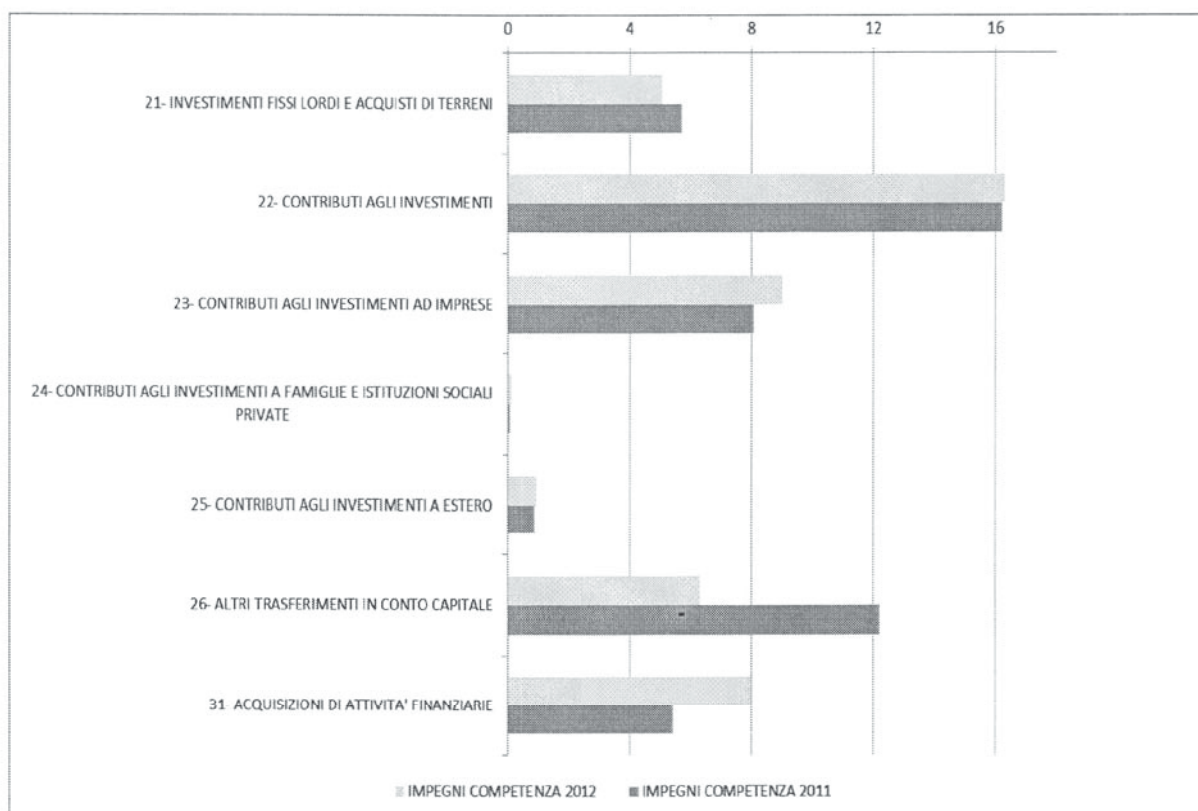 0 4 8 12 16
21- INVESTIMENTI FISSI LORDI E ACQUISTI DI TERRENI
22- CONTRIBUTI AGLI INVESTIMENTI
23- CONTRIBUTI AGLI INVESTIMENTI AD IMPRESE
24- CONTRIBUTI AGLI INVESTIMENTI A FAMIGLIE E ISTITUZIONI SOCIALI
PRIVATE
25- CONTRIBUTI AGLI INVESTIMENTI A ESTERO
26- ALTRI TRASFERIMENTI IN CONTO CAPITALE
31- ACQUISIZIONI DI ATTIVITA' FINANZIARIE
IMPEGNI COMPETENZA 2012 IMPEGNI COMPETENZA 2011